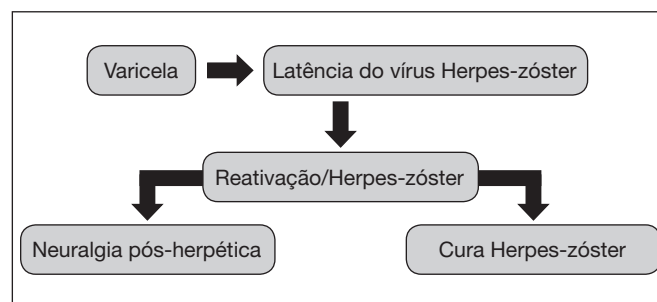 Varicela
Latência do vírus Herpes-zóster
Reativação/Herpes-zóster
Neuralgia pós-herpética
Cura Herpes-zóster